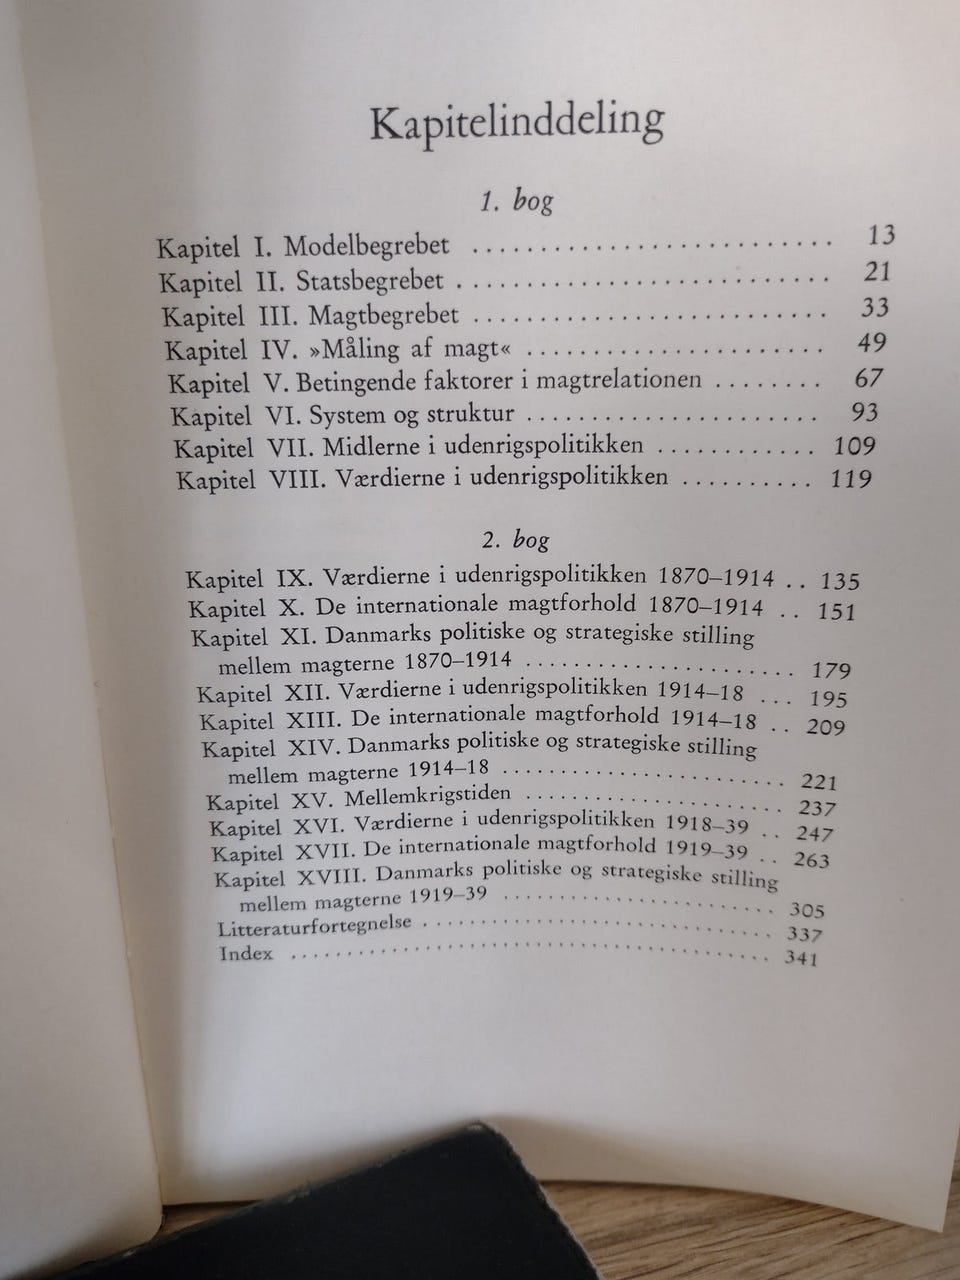 Kapitelinddeling
1. bog
Kapitel I. Modelbegrebet .......................... 13
Kapitel II. Statsbegrebet ........................... 21
Kapitel III. Magtbegrebet ......................... 33
Kapitel IV. »Måling af magt« ..................... 49
Kapitel V. Betingende faktorer i magtrelationen ........ 67
Kapitel VI. System og struktur ..................... 93
Kapitel VII. Midlerne i udenrigspolitikken ............ 109
Kapitel VIII. Værdierne i udenrigspolitikken .......... 119
2. bog
Kapitel IX. Værdierne i udenrigspolitikken 1870–1914 .. 135
Kapitel X. De internationale magtforhold 1870–1914 .. 151
Kapitel XI. Danmarks politiske og strategiske stilling
mellem magterne 1870–1914 ...................... 179
Kapitel XII. Værdierne i udenrigspolitikken 1914–18 ... 195
Kapitel XIII. De internationale magtforhold 1914–18 .. 209
Kapitel XIV. Danmarks politiske og strategiske stilling
mellem magterne 1914–18 ........................ 221
Kapitel XV. Mellemkrigstiden ...................... 237
Kapitel XVI. Værdierne i udenrigspolitikken 1918–39 .. 247
Kapitel XVII. De internationale magtforhold 1919–39 .. 263
Kapitel XVIII. Danmarks politiske og strategiske stilling
mellem magterne 1919–39 ........................ 305
Litteraturfortegnelse ................................ 337
Index ............................................ 341